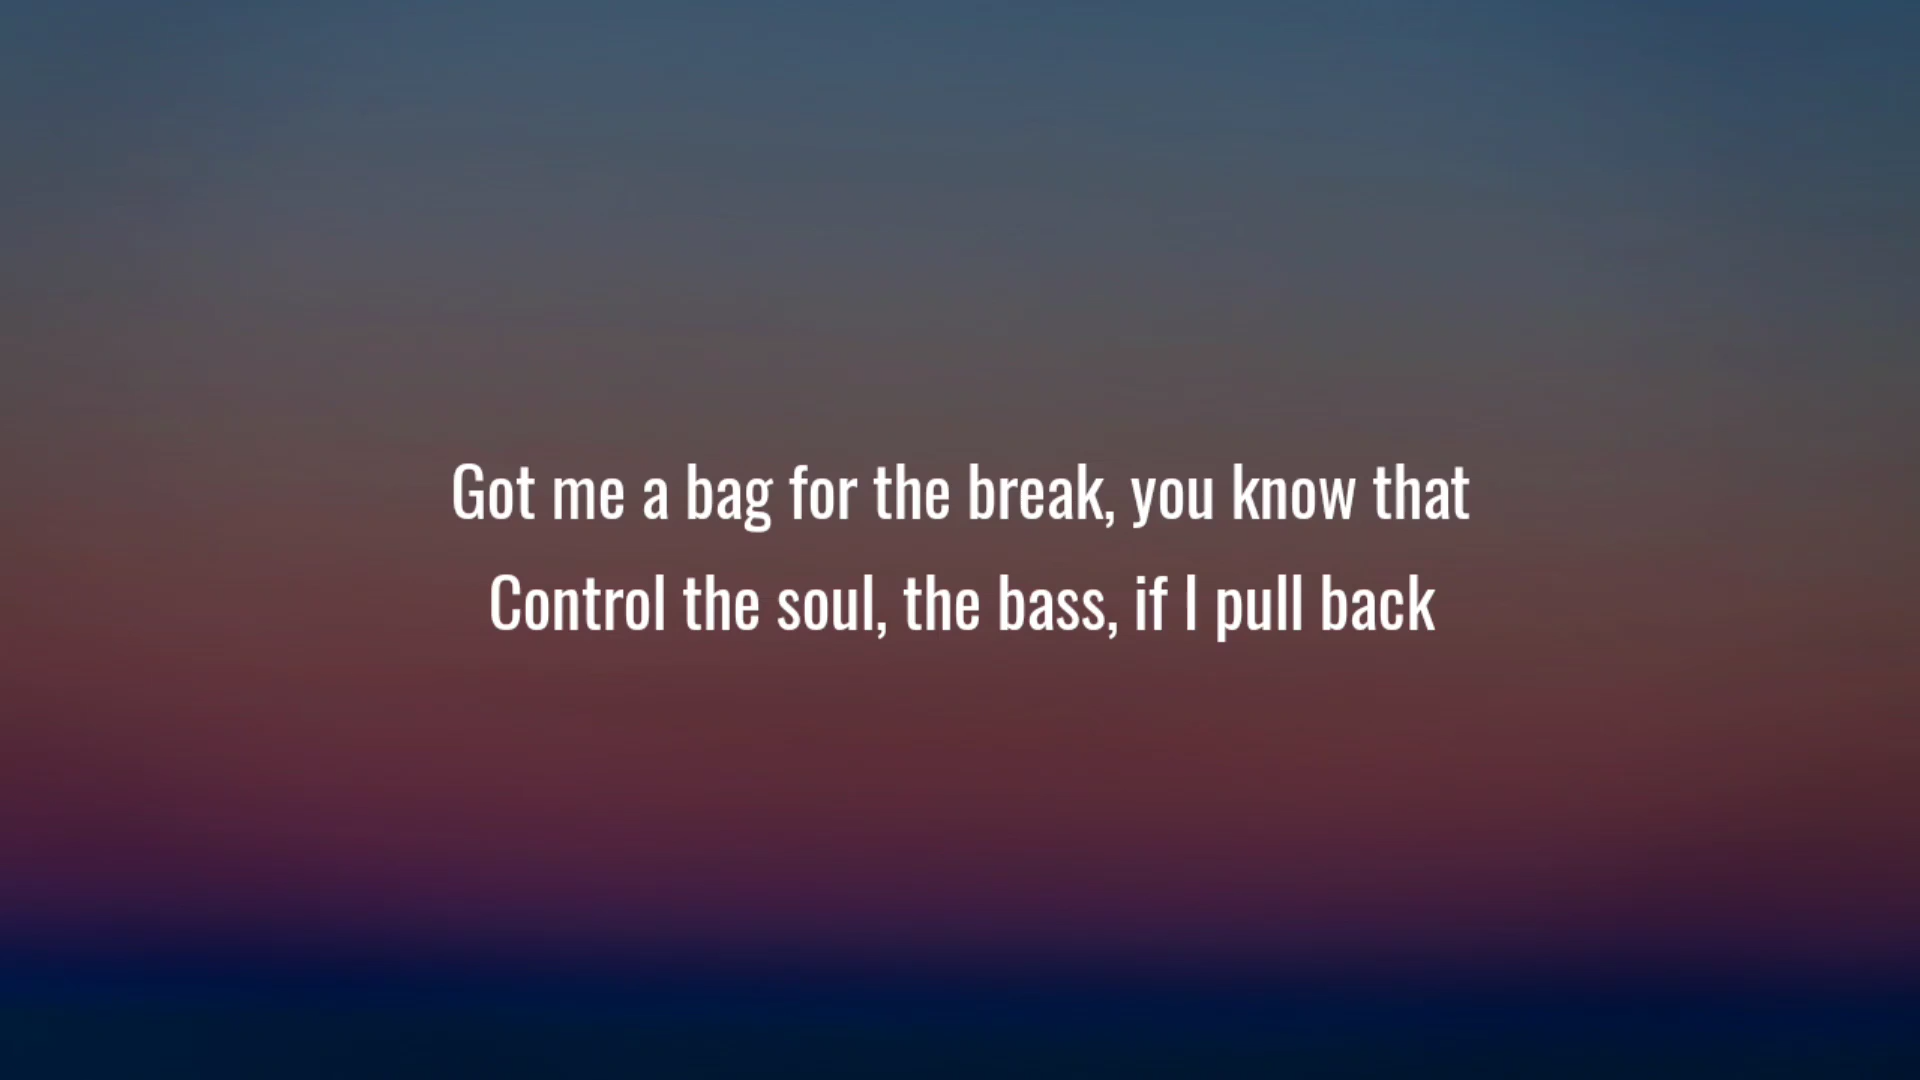 Got me a bag for the break, you know that
Control the soul, the bass, if I pull back